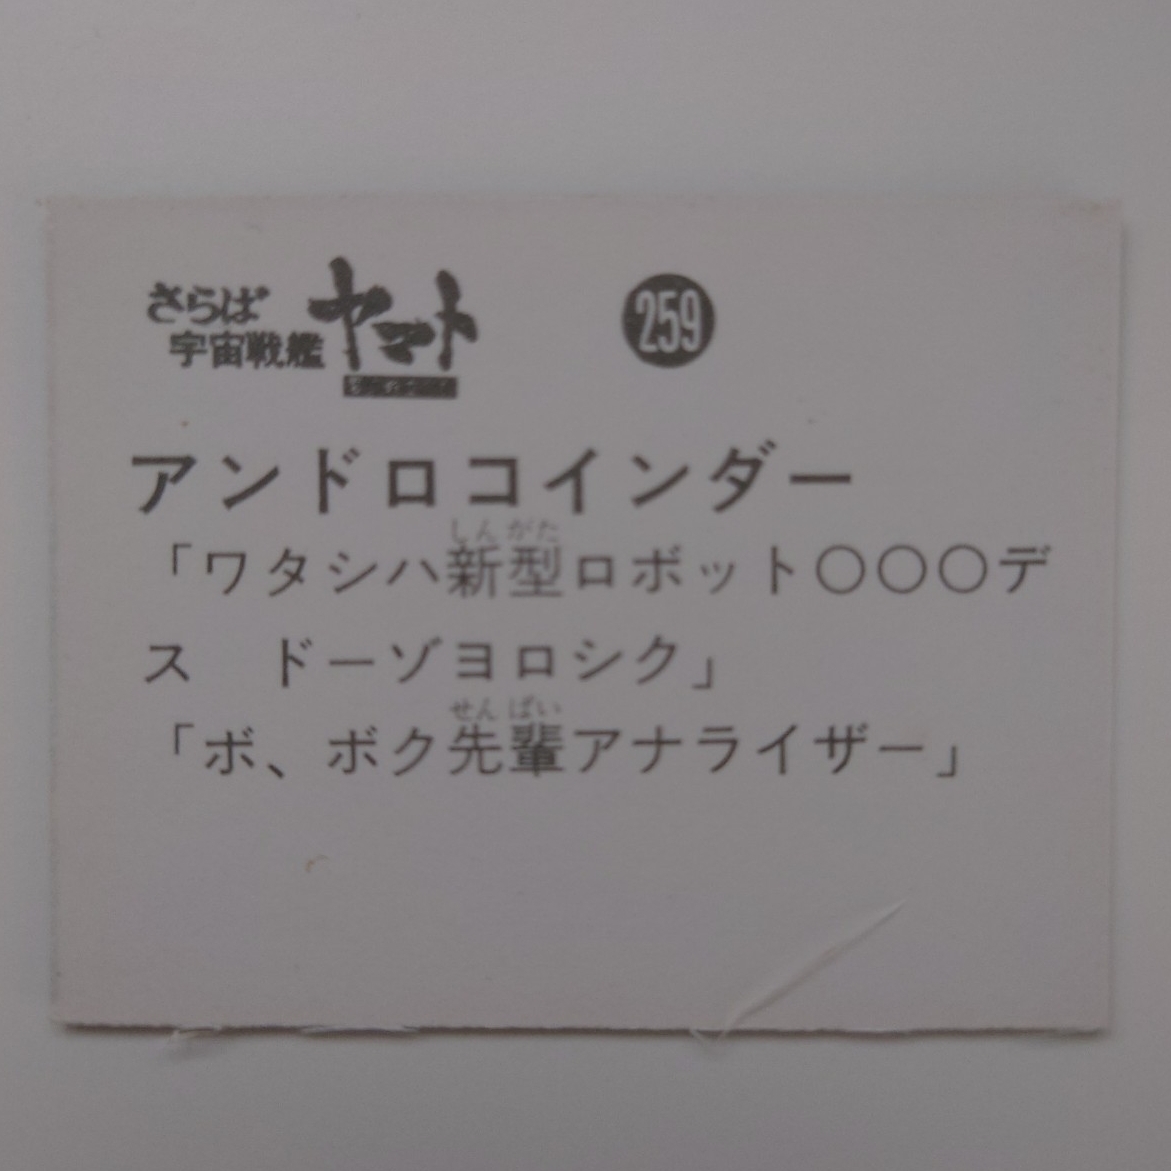 さらば
宇宙戦艦
ヤマト
259
アンドロコインダー
しんがた
「ワタシハ新型ロボット○○○デ
ス　ドーゾヨロシク」
せんぱい
「ボ、ボク先輩アナライザー」